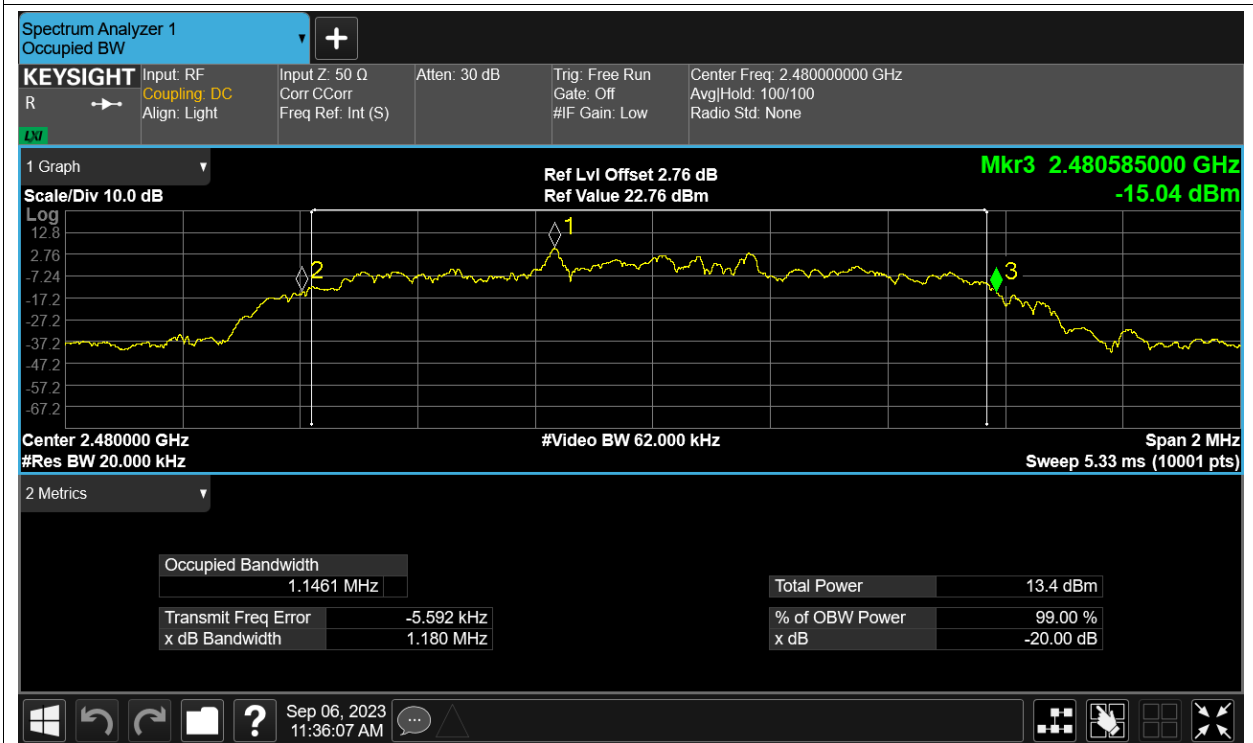 Spectrum Analyzer 1
Occupied BW
KEYSIGHT Input: RF Input Z: 50 Ω Atten: 30 dB Trig: Free Run Center Freq: 2.480000000 GHz
R Coupling: DC Corr CCorr Gate: Off Avg|Hold: 100/100
Align: Light Freq Ref: Int (S) #IF Gain: Low Radio Std: None
LXI
1 Graph Ref Lvl Offset 2.76 dB Mkr3 2.480585000 GHz
Scale/Div 10.0 dB Ref Value 22.76 dBm -15.04 dBm
Log
1
12.8
2.76
2
3
-7.24
-17.2
-27.2
-37.2
-47.2
-57.2
-67.2
Center 2.480000 GHz #Video BW 62.000 kHz Span 2 MHz
#Res BW 20.000 kHz Sweep 5.33 ms (10001 pts)
2 Metrics
Occupied Bandwidth
1.1461 MHz Total Power 13.4 dBm
Transmit Freq Error -5.592 kHz % of OBW Power 99.00 %
x dB Bandwidth 1.180 MHz x dB -20.00 dB
? Sep 06, 2023
11:36:07 AM